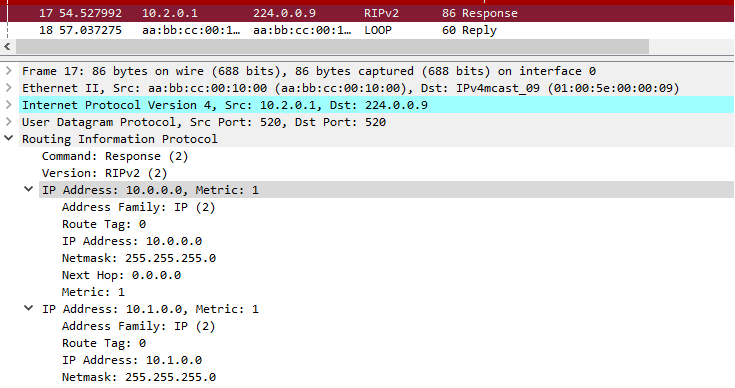 17 54.527992 10.2.0.1 224.0.0.9 RIPv2 86 Response
18 57.037275 aa:bb:cc:00:1… aa:bb:cc:00:1… LOOP 60 Reply
Frame 17: 86 bytes on wire (688 bits), 86 bytes captured (688 bits) on interface 0
Ethernet II, Src: aa:bb:cc:00:10:00 (aa:bb:cc:00:10:00), Dst: IPv4mcast_09 (01:00:5e:00:00:09)
Internet Protocol Version 4, Src: 10.2.0.1, Dst: 224.0.0.9
User Datagram Protocol, Src Port: 520, Dst Port: 520
Routing Information Protocol
Command: Response (2)
Version: RIPv2 (2)
IP Address: 10.0.0.0, Metric: 1
Address Family: IP (2)
Route Tag: 0
IP Address: 10.0.0.0
Netmask: 255.255.255.0
Next Hop: 0.0.0.0
Metric: 1
IP Address: 10.1.0.0, Metric: 1
Address Family: IP (2)
Route Tag: 0
IP Address: 10.1.0.0
Netmask: 255.255.255.0